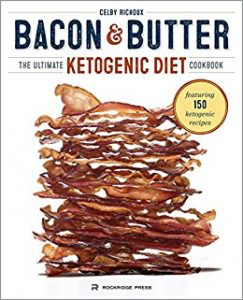 CELBY RICHOUX
BACON & BUTTER
THE ULTIMATE KETOGENIC DIET COOKBOOK
featuring
150
ketogenic
recipes
R
ROCKRIDGE PRESS